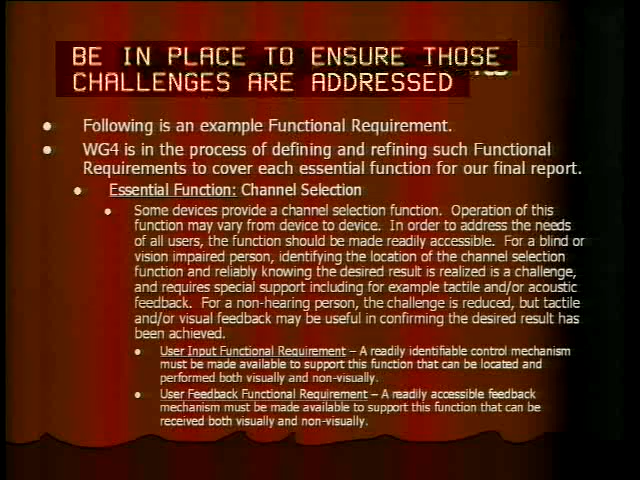 BE IN PLACE TO ENSURE THOSE
CHALLENGES ARE ADDRESSED
Following is an example Functional Requirement.
WG4 is in the process of defining and refining such Functional
Requirements to cover each essential function for our final report.
Essential Function: Channel Selection
Some devices provide a channel selection function. Operation of this
function may vary from device to device. In order to address the needs
of all users, the function should be made readily accessible. For a blind or
vision impaired person, identifying the location of the channel selection
function and reliably knowing the desired result is realized is a challenge,
and requires special support including for example tactile and/or acoustic
feedback. For a non-hearing person, the challenge is reduced, but tactile
and/or visual feedback may be useful in confirming the desired result has
been achieved.
User Input Functional Requirement – A readily identifiable control mechanism
must be made available to support this function that can be located and
performed both visually and non-visually.
User Feedback Functional Requirement – A readily accessible feedback
mechanism must be made available to support this function that can be
received both visually and non-visually.